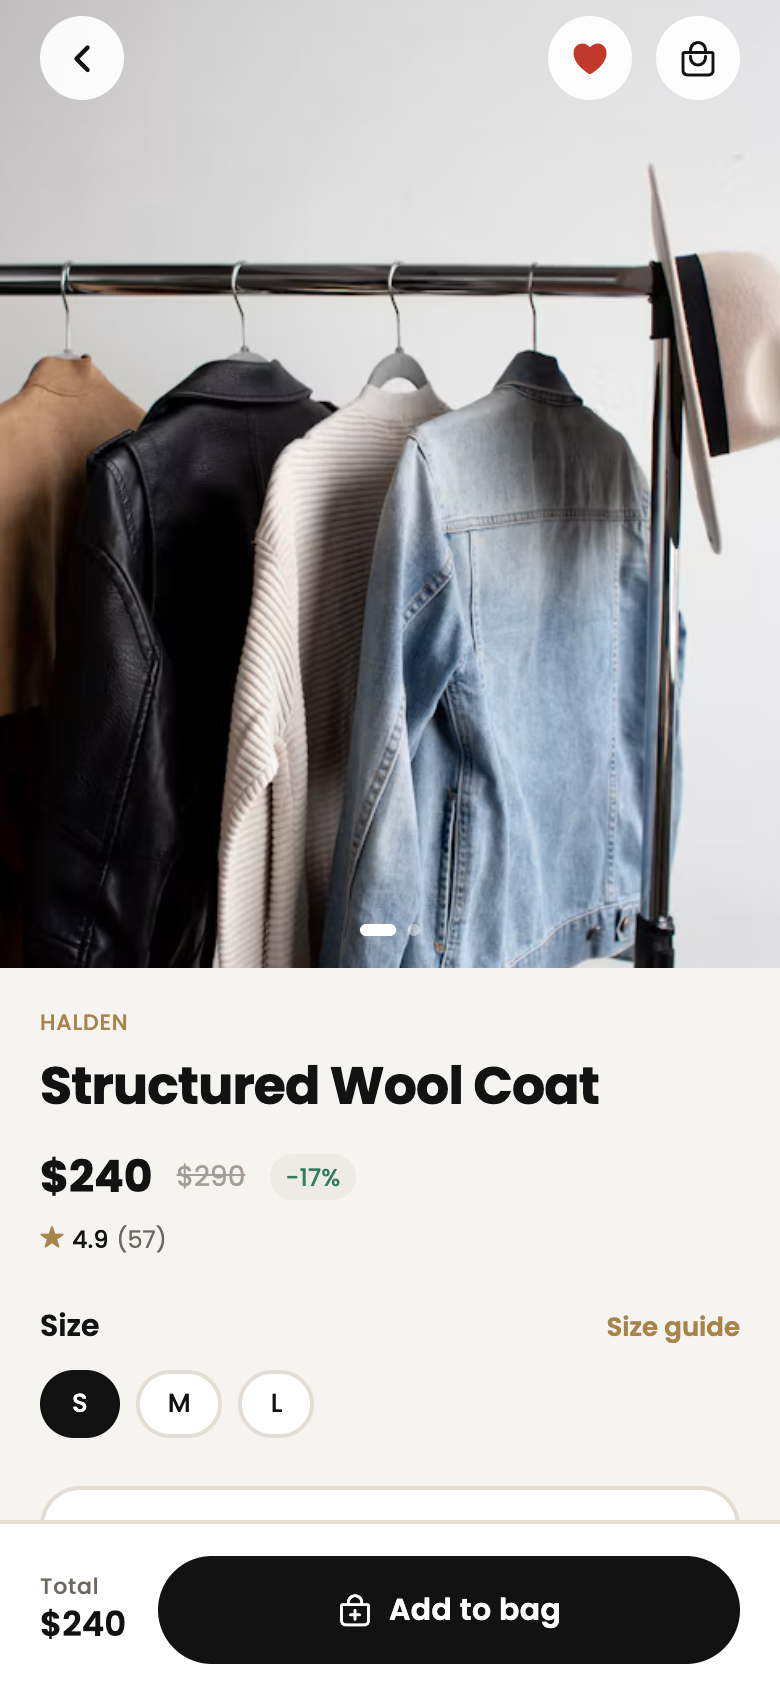 HALDEN
Structured Wool Coat
$240 $290 -17%
4.9 (57)
Size Size guide
S M L
Total
$240
Add to bag